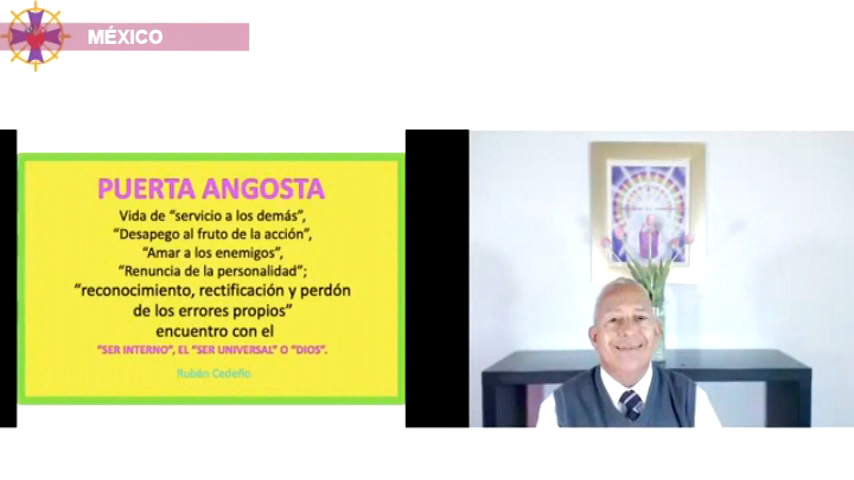 MÉXICO
PUERTA ANGOSTA
Vida de “servicio a los demás”,
“Desapego al fruto de la acción”,
“Amar a los enemigos”,
“Renuncia de la personalidad”;
“reconocimiento, rectificación y perdón
de los errores propios”
encuentro con el
“SER INTERNO”, EL “SER UNIVERSAL” O “DIOS”.
Rubén Cedeño